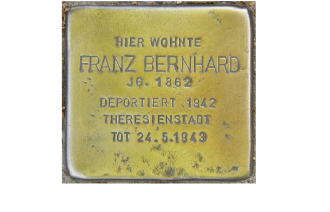 HIER WOHNTE
FRANZ BERNHARD
JG. 1862
DEPORTIERT 1942
THERESIENSTADT
TOT 24.5.1943